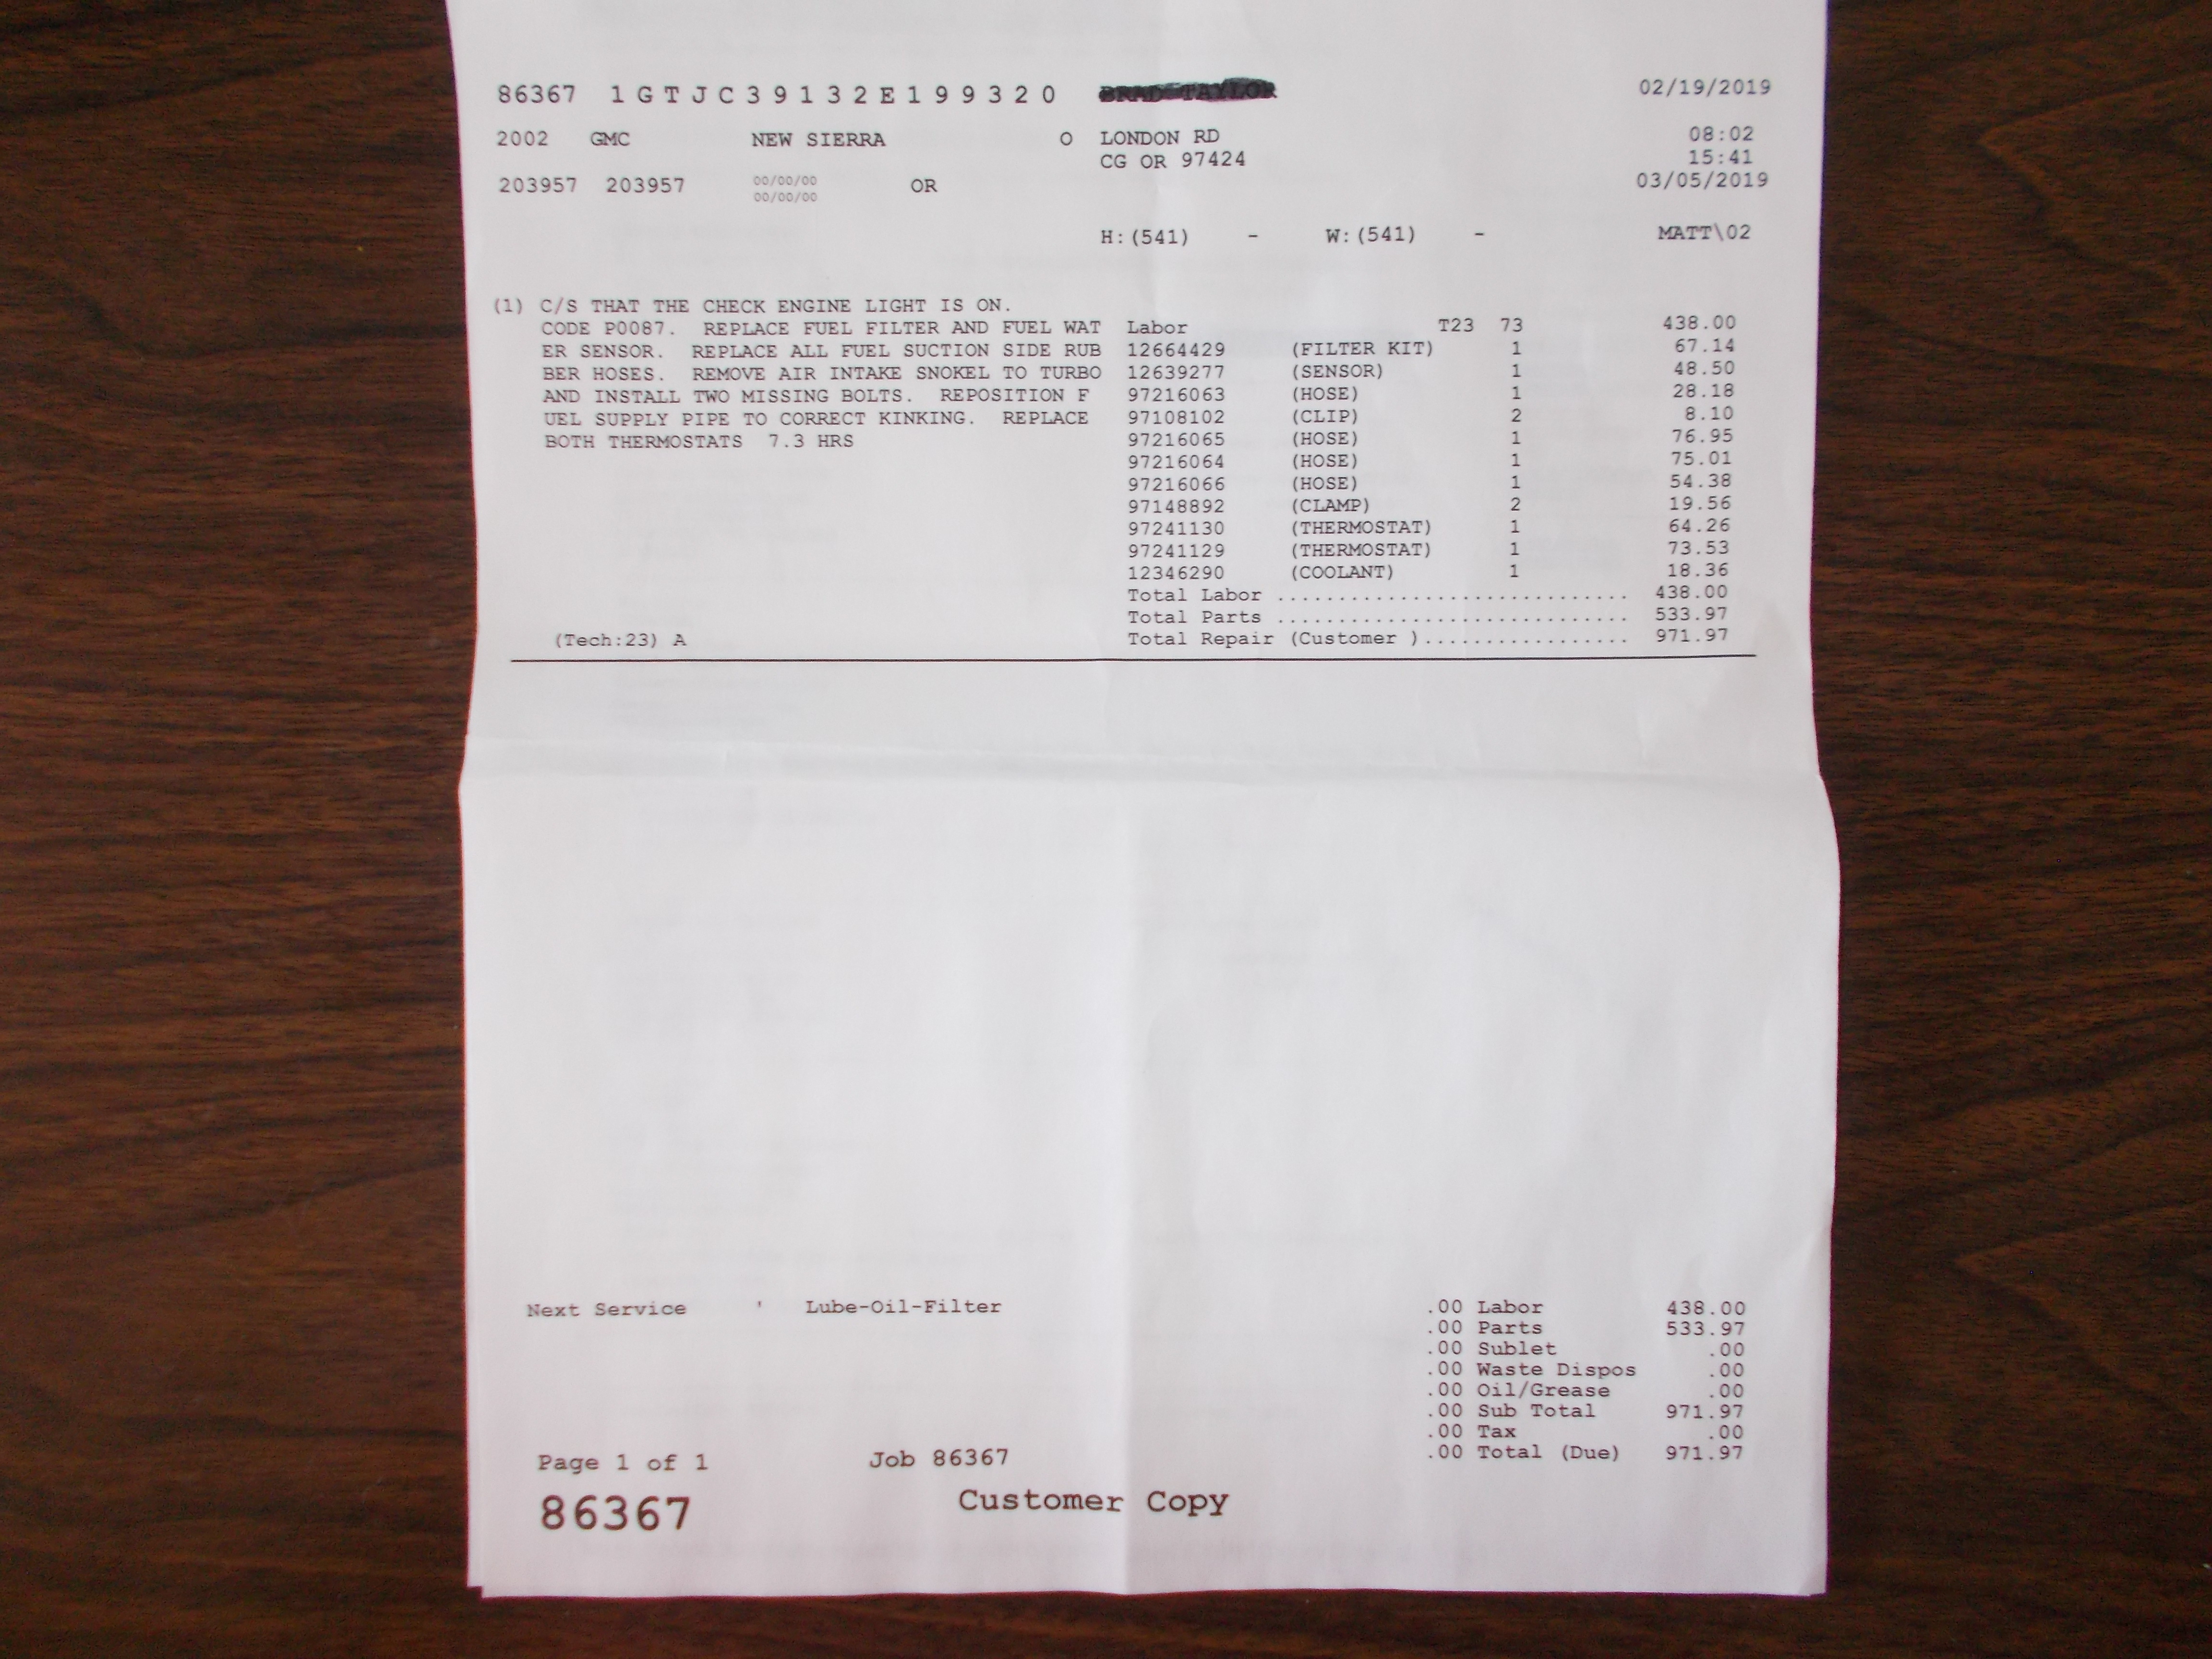 86367 1GTJC39132E199320 02/19/2019
2002 GMC NEW SIERRA O LONDON RD 08:02
CG OR 97424 15:41
203957 203957 00/00/00 OR 03/05/2019
00/00/00
H:(541) - W:(541) - MATT\02
(1) C/S THAT THE CHECK ENGINE LIGHT IS ON.
CODE P0087. REPLACE FUEL FILTER AND FUEL WAT Labor T23 73 438.00
ER SENSOR. REPLACE ALL FUEL SUCTION SIDE RUB 12664429 (FILTER KIT) 1 67.14
BER HOSES. REMOVE AIR INTAKE SNOKEL TO TURBO 12639277 (SENSOR) 1 48.50
AND INSTALL TWO MISSING BOLTS. REPOSITION F 97216063 (HOSE) 1 28.18
UEL SUPPLY PIPE TO CORRECT KINKING. REPLACE 97108102 (CLIP) 2 8.10
BOTH THERMOSTATS 7.3 HRS 97216065 (HOSE) 1 76.95
97216064 (HOSE) 1 75.01
97216066 (HOSE) 1 54.38
97148892 (CLAMP) 2 19.56
97241130 (THERMOSTAT) 1 64.26
97241129 (THERMOSTAT) 1 73.53
12346290 (COOLANT) 1 18.36
Total Labor ............................. 438.00
Total Parts ............................. 533.97
(Tech:23) A Total Repair (Customer )................. 971.97
Next Service ' Lube-Oil-Filter .00 Labor 438.00
.00 Parts 533.97
.00 Sublet .00
.00 Waste Dispos .00
.00 Oil/Grease .00
.00 Sub Total 971.97
.00 Tax .00
Page 1 of 1 Job 86367 .00 Total (Due) 971.97
86367 Customer Copy